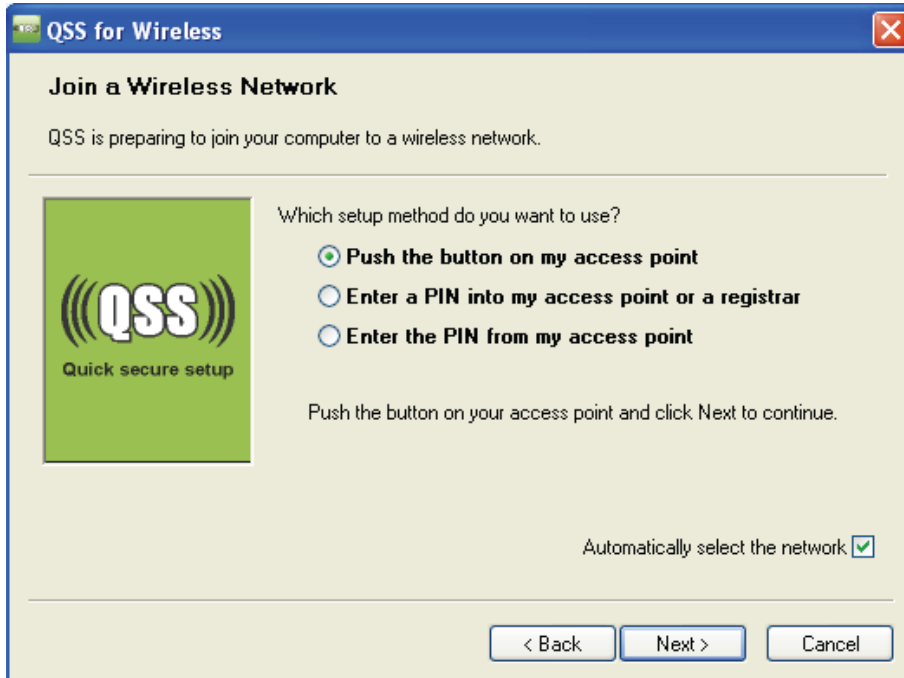 QSS for Wireless
Join a Wireless Network
QSS is preparing to join your computer to a wireless network.
Which setup method do you want to use?
Push the button on my access point
Enter a PIN into my access point or a registrar
Enter the PIN from my access point
(((QSS)))
Quick secure setup
Push the button on your access point and click Next to continue.
Automatically select the network
< Back
Next >
Cancel